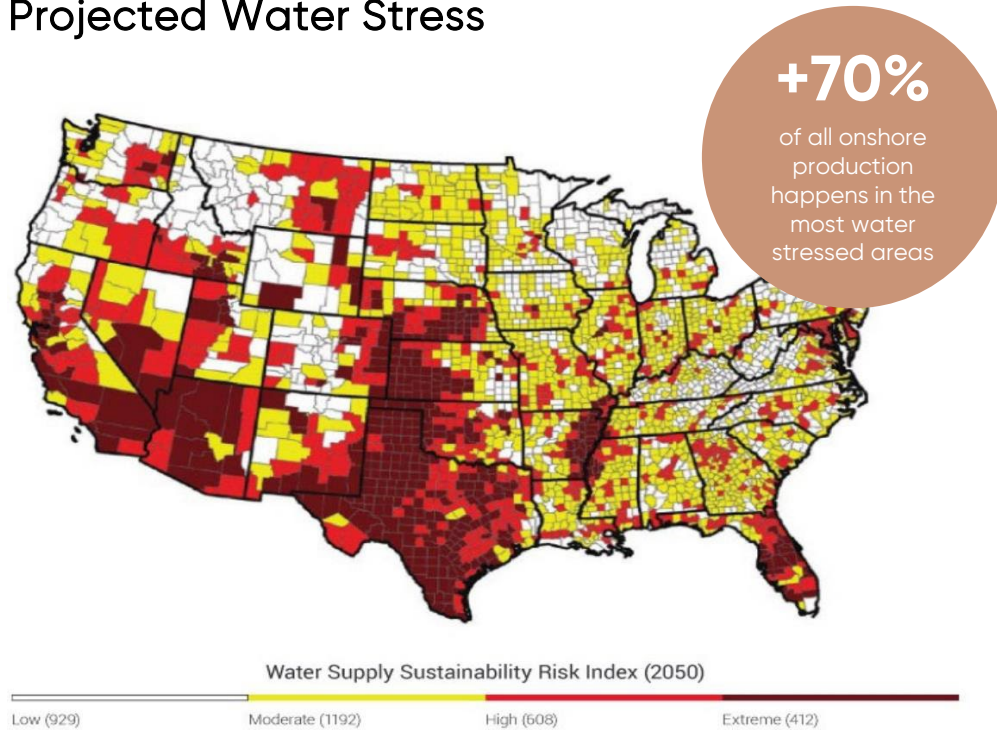 Projected Water Stress
+70%
of all onshore
production
happens in the
most water
stressed areas
Water Supply Sustainability Risk Index (2050)
Low (929)
Moderate (1192)
High (608)
Extreme (412)